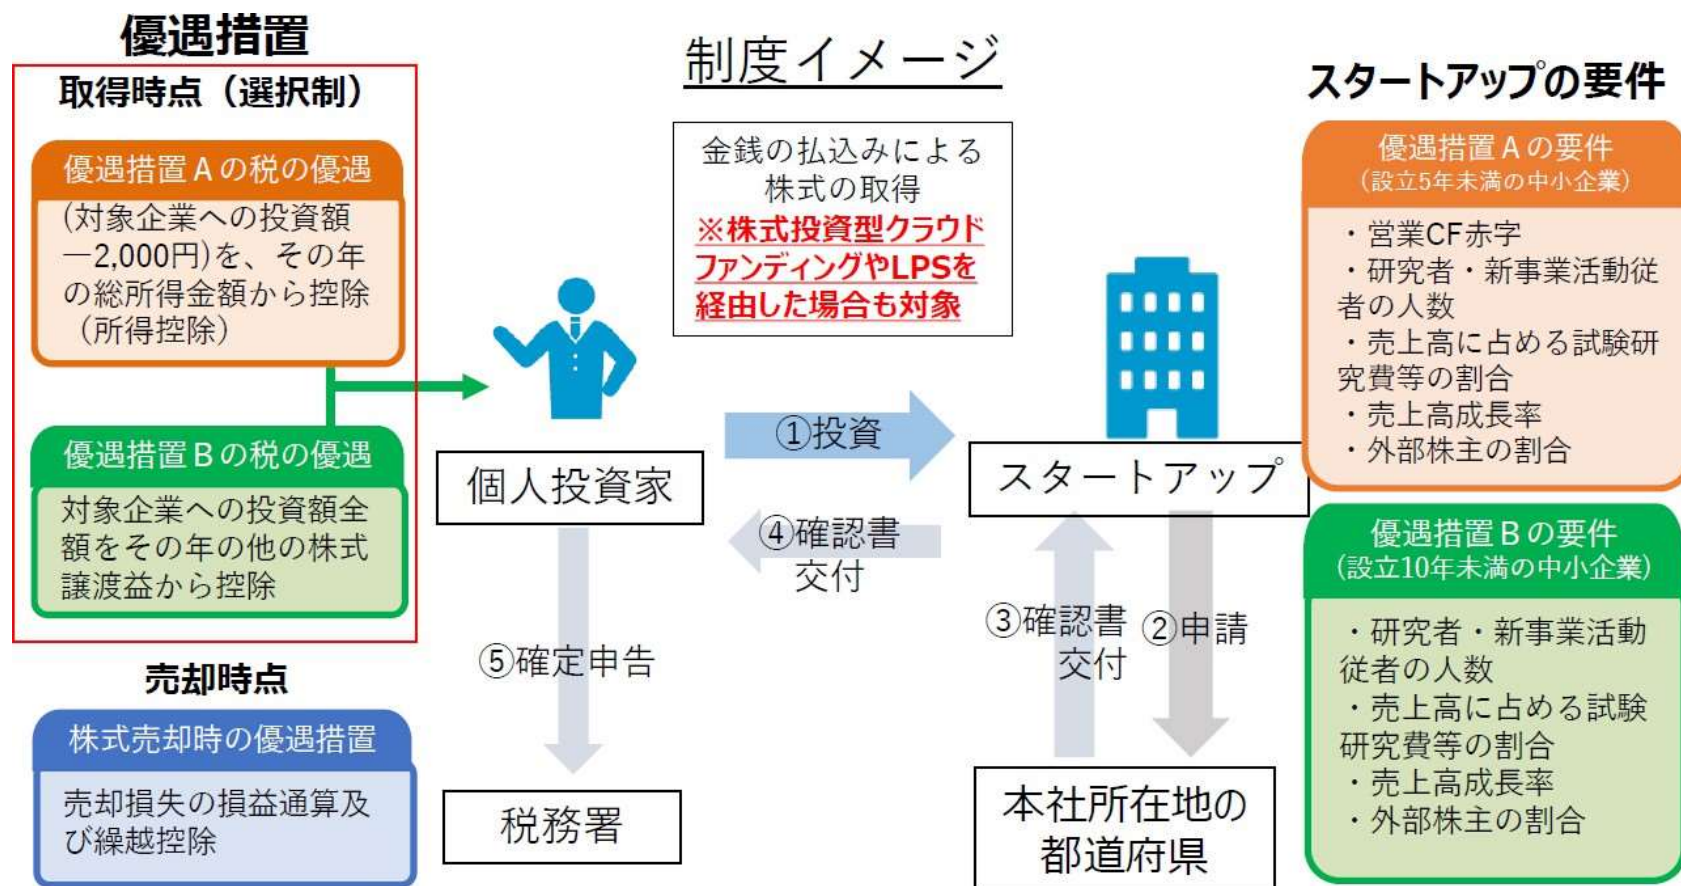 優遇措置
取得時点（選択制）
優遇措置Ａの税の優遇
(対象企業への投資額
―2,000円)を、その年
の総所得金額から控除
（所得控除）
優遇措置Ｂの税の優遇
対象企業への投資額全
額をその年の他の株式
譲渡益から控除
売却時点
株式売却時の優遇措置
売却損失の損益通算及
び繰越控除
制度イメージ
金銭の払込みによる
株式の取得
※株式投資型クラウド
ファンディングやLPSを
経由した場合も対象
個人投資家
①投資
スタートアップ
④確認書
交付
③確認書
交付
②申請
⑤確定申告
税務署
本社所在地の
都道府県
スタートアップの要件
優遇措置Ａの要件
（設立5年未満の中小企業）
・営業CF赤字
・研究者・新事業活動従
者の人数
・売上高に占める試験研
究費等の割合
・売上高成長率
・外部株主の割合
優遇措置Ｂの要件
（設立10年未満の中小企業）
・研究者・新事業活動
従者の人数
・売上高に占める試験
研究費等の割合
・売上高成長率
・外部株主の割合